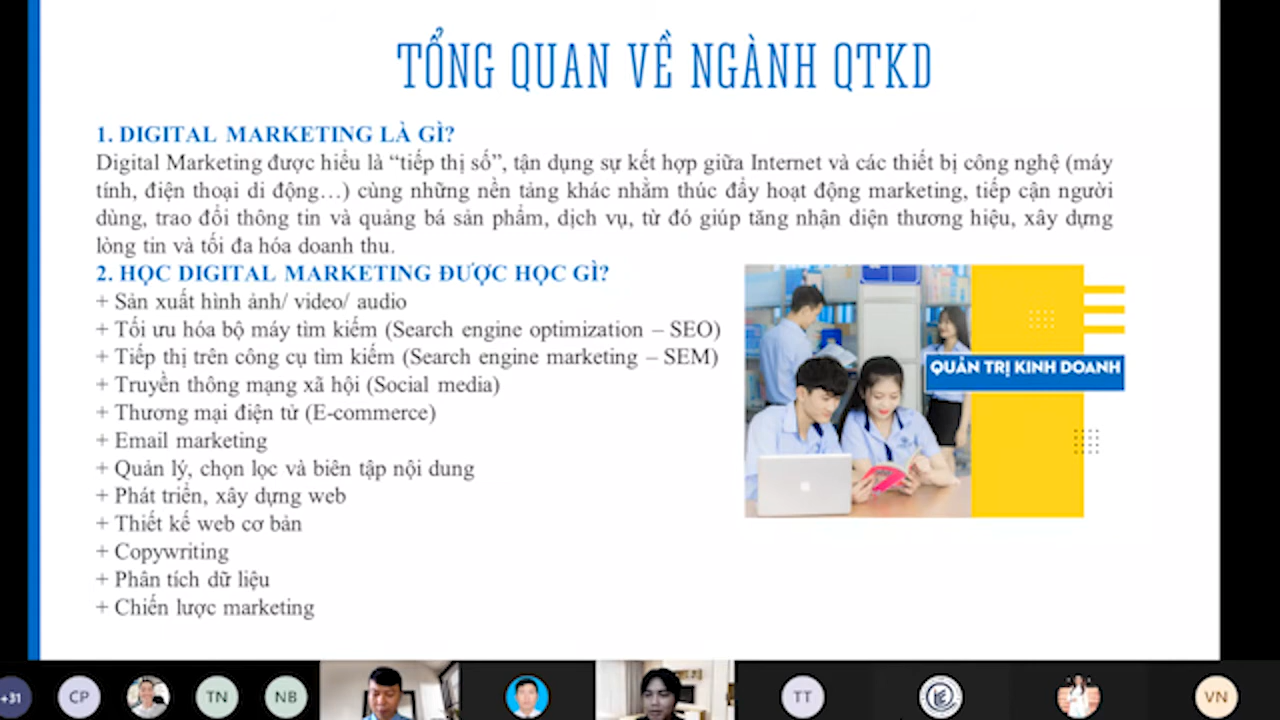 TỔNG QUAN VỀ NGÀNH QTKD
1. DIGITAL MARKETING LÀ GÌ?
Digital Marketing được hiểu là “tiếp thị số”, tận dụng sự kết hợp giữa Internet và các thiết bị công nghệ (máy
tính, điện thoại di động…) cùng những nền tảng khác nhằm thúc đẩy hoạt động marketing, tiếp cận người
dùng, trao đổi thông tin và quảng bá sản phẩm, dịch vụ, từ đó giúp tăng nhận diện thương hiệu, xây dựng
lòng tin và tối đa hóa doanh thu.
2. HỌC DIGITAL MARKETING ĐƯỢC HỌC GÌ?
+ Sản xuất hình ảnh/ video/ audio
+ Tối ưu hóa bộ máy tìm kiếm (Search engine optimization – SEO)
+ Tiếp thị trên công cụ tìm kiếm (Search engine marketing – SEM)
+ Truyền thông mạng xã hội (Social media)
+ Thương mại điện tử (E-commerce)
+ Email marketing
+ Quản lý, chọn lọc và biên tập nội dung
+ Phát triển, xây dựng web
+ Thiết kế web cơ bản
+ Copywriting
+ Phân tích dữ liệu
+ Chiến lược marketing
QUẢN TRỊ KINH DOANH
+31
CP
TN
NB
TT
VN